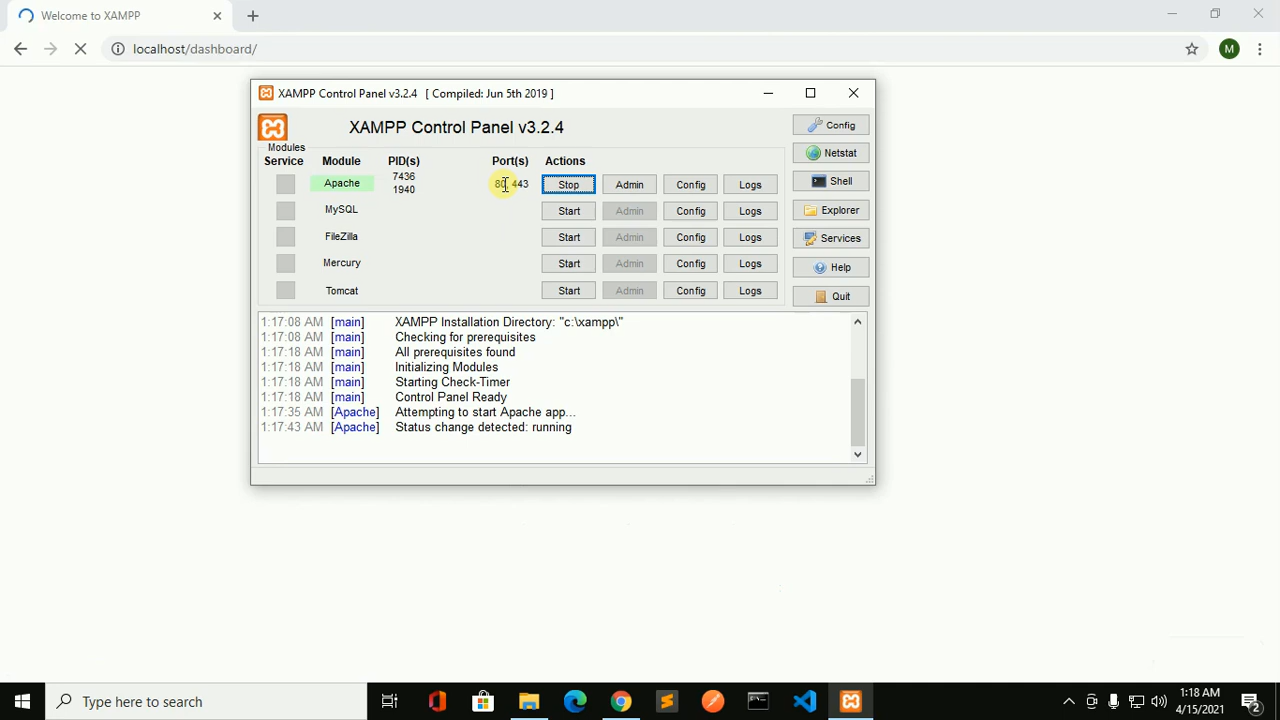 Welcome to XAMPP
localhost/dashboard/
M
XAMPP Control Panel v3.2.4 [ Compiled: Jun 5th 2019 ]
XAMPP Control Panel v3.2.4
Config
Modules
Service Module PID(s) Port(s) Actions
Netstat
Apache 7436 1940 80, 443 Stop Admin Config Logs
Shell
MySQL Start Admin Config Logs
Explorer
FileZilla Start Admin Config Logs
Services
Mercury Start Admin Config Logs
Help
Tomcat Start Admin Config Logs
Quit
1:17:08 AM [main] XAMPP Installation Directory: "c:\xampp\"
1:17:08 AM [main] Checking for prerequisites
1:17:18 AM [main] All prerequisites found
1:17:18 AM [main] Initializing Modules
1:17:18 AM [main] Starting Check-Timer
1:17:18 AM [main] Control Panel Ready
1:17:35 AM [Apache] Attempting to start Apache app...
1:17:43 AM [Apache] Status change detected: running
Type here to search
1:18 AM
4/15/2021
2